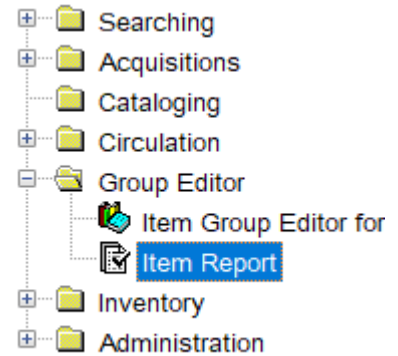 Searching
Acquisitions
Cataloging
Circulation
Group Editor
Item Group Editor for
Item Report
Inventory
Administration